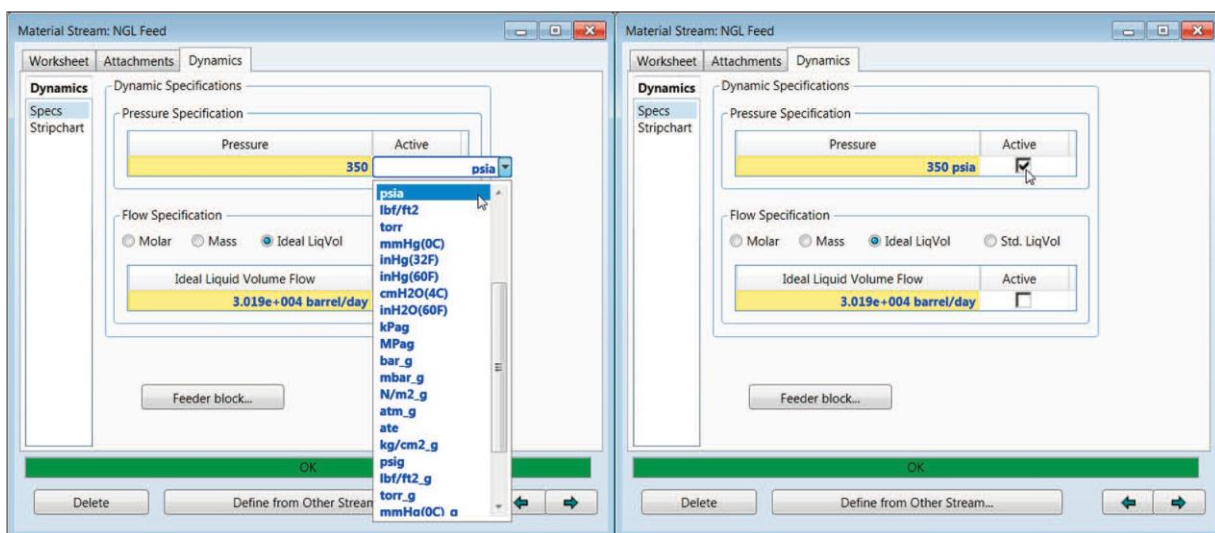 Material Stream: NGL Feed
Worksheet Attachments Dynamics
Dynamics
Specs
Stripchart
Dynamic Specifications
Pressure Specification
Pressure Active
350 psia
psia
lbf/ft2
torr
mmHg(0C)
inHg(32F)
inHg(60F)
cmH2O(4C)
inH2O(60F)
kPag
MPag
bar_g
mbar_g
N/m2_g
atm_g
ate
kg/cm2_g
psig
lbf/ft2_g
torr_g
mmHg(0C)_g
Flow Specification
Molar Mass Ideal LiqVol
Ideal Liquid Volume Flow
3.019e+004 barrel/day
Feeder block...
OK
Delete Define from Other Stream
Material Stream: NGL Feed
Worksheet Attachments Dynamics
Dynamics
Specs
Stripchart
Dynamic Specifications
Pressure Specification
Pressure Active
350 psia
Flow Specification
Molar Mass Ideal LiqVol Std. LiqVol
Ideal Liquid Volume Flow Active
3.019e+004 barrel/day
Feeder block...
OK
Delete Define from Other Stream...